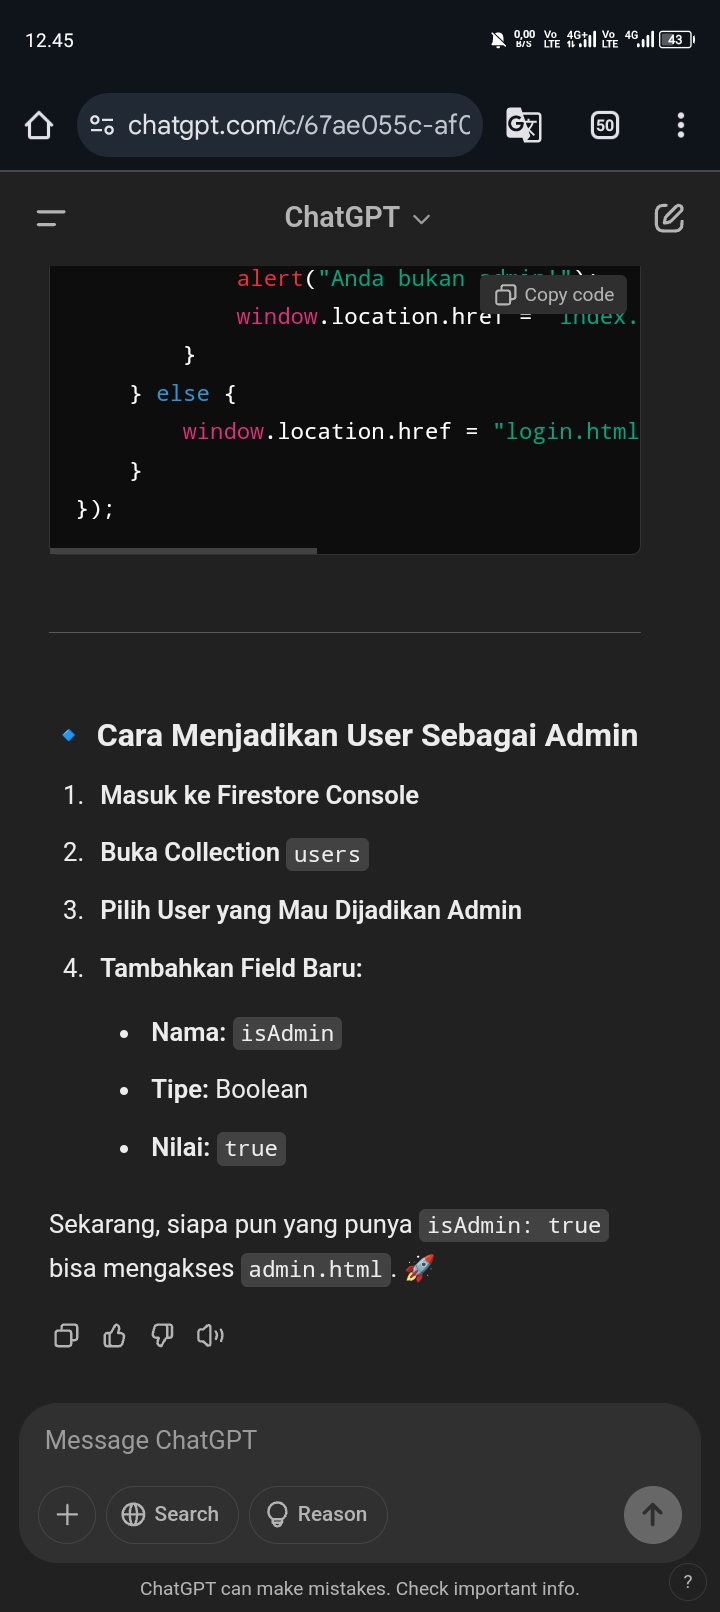 12.45
0,00 B/S Vo LTE 4G+ Vo LTE 4G 43
chatgpt.com/c/67ae055c-af0
50
ChatGPT
alert("Anda bukan admin!");
Copy code
window.location.href = "index.
}
} else {
window.location.href = "login.html
}
});
Cara Menjadikan User Sebagai Admin
1. Masuk ke Firestore Console
2. Buka Collection users
3. Pilih User yang Mau Dijadikan Admin
4. Tambahkan Field Baru:
• Nama: isAdmin
• Tipe: Boolean
• Nilai: true
Sekarang, siapa pun yang punya isAdmin: true
bisa mengakses admin.html. 🚀
Message ChatGPT
Search Reason
ChatGPT can make mistakes. Check important info.
?